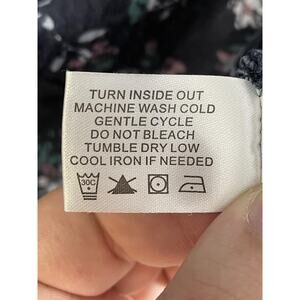 TURN INSIDE OUT
MACHINE WASH COLD
GENTLE CYCLE
DO NOT BLEACH
TUMBLE DRY LOW
COOL IRON IF NEEDED
30C